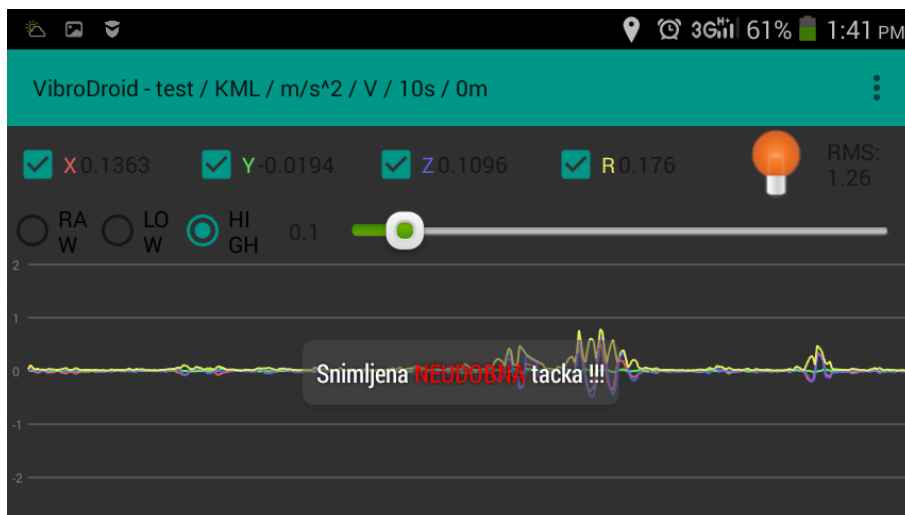 3G H+ 61% 1:41 PM
VibroDroid - test / KML / m/s^2 / V / 10s / 0m
X 0.1363 Y -0.0194 Z 0.1096 R 0.176 RMS:
1.26
RA LO HI
W W GH 0.1
2
1
0
Snimljena NEUDOBNA tacka !!!
-1
-2